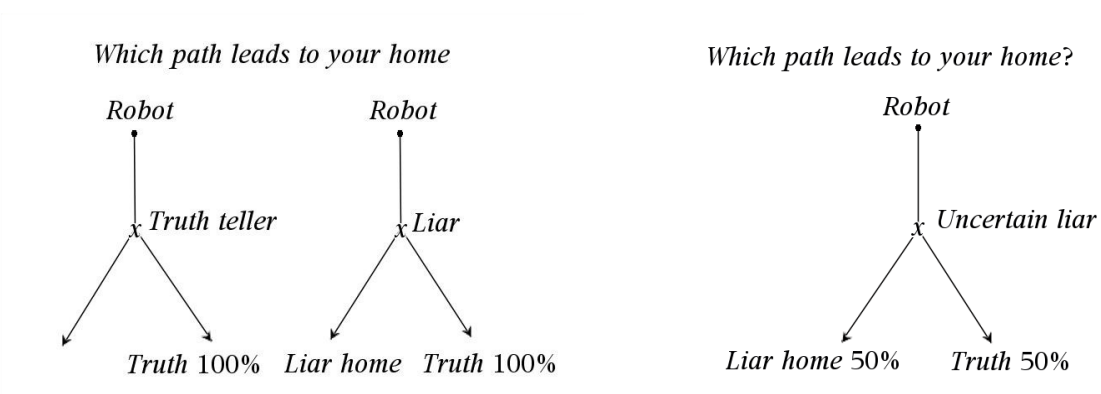 Which path leads to your home
Which path leads to your home?
Robot
Robot
Robot
x Truth teller
x Liar
x Uncertain liar
Truth 100%
Liar home
Truth 100%
Liar home 50%
Truth 50%